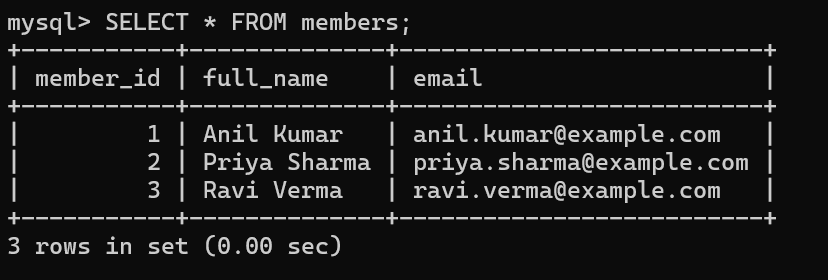 mysql> SELECT * FROM members;
+-----------+--------------+--------------------------+
| member_id | full_name    | email                    |
+-----------+--------------+--------------------------+
|         1 | Anil Kumar   | anil.kumar@example.com   |
|         2 | Priya Sharma | priya.sharma@example.com |
|         3 | Ravi Verma   | ravi.verma@example.com   |
+-----------+--------------+--------------------------+
3 rows in set (0.00 sec)